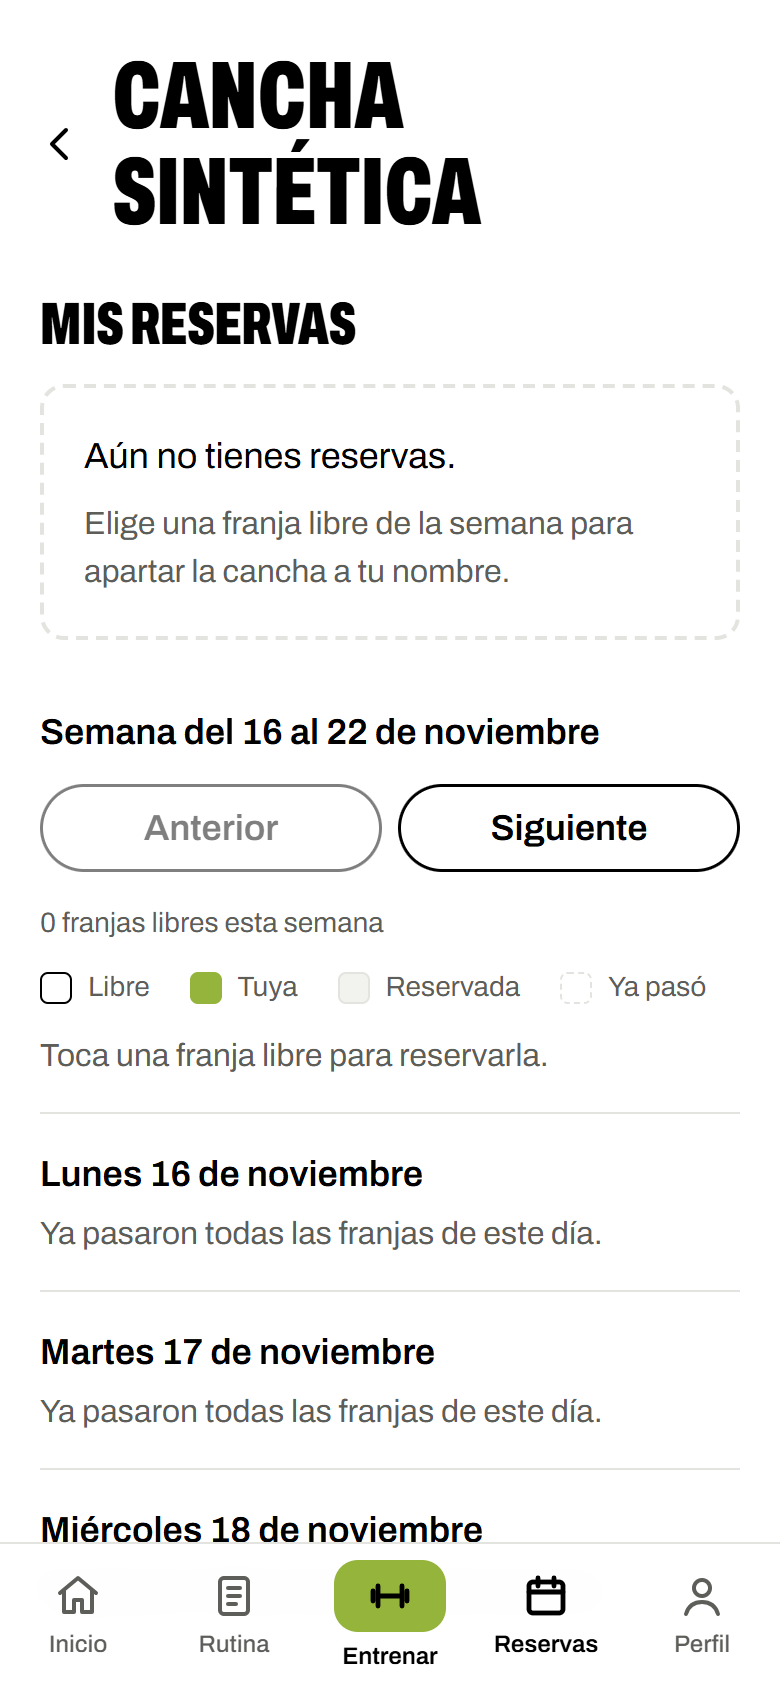 CANCHA
SINTÉTICA
MIS RESERVAS
Aún no tienes reservas.
Elige una franja libre de la semana para
apartar la cancha a tu nombre.
Semana del 16 al 22 de noviembre
Anterior
Siguiente
0 franjas libres esta semana
Libre
Tuya
Reservada
Ya pasó
Toca una franja libre para reservarla.
Lunes 16 de noviembre
Ya pasaron todas las franjas de este día.
Martes 17 de noviembre
Ya pasaron todas las franjas de este día.
Miércoles 18 de noviembre
Inicio
Rutina
Entrenar
Reservas
Perfil